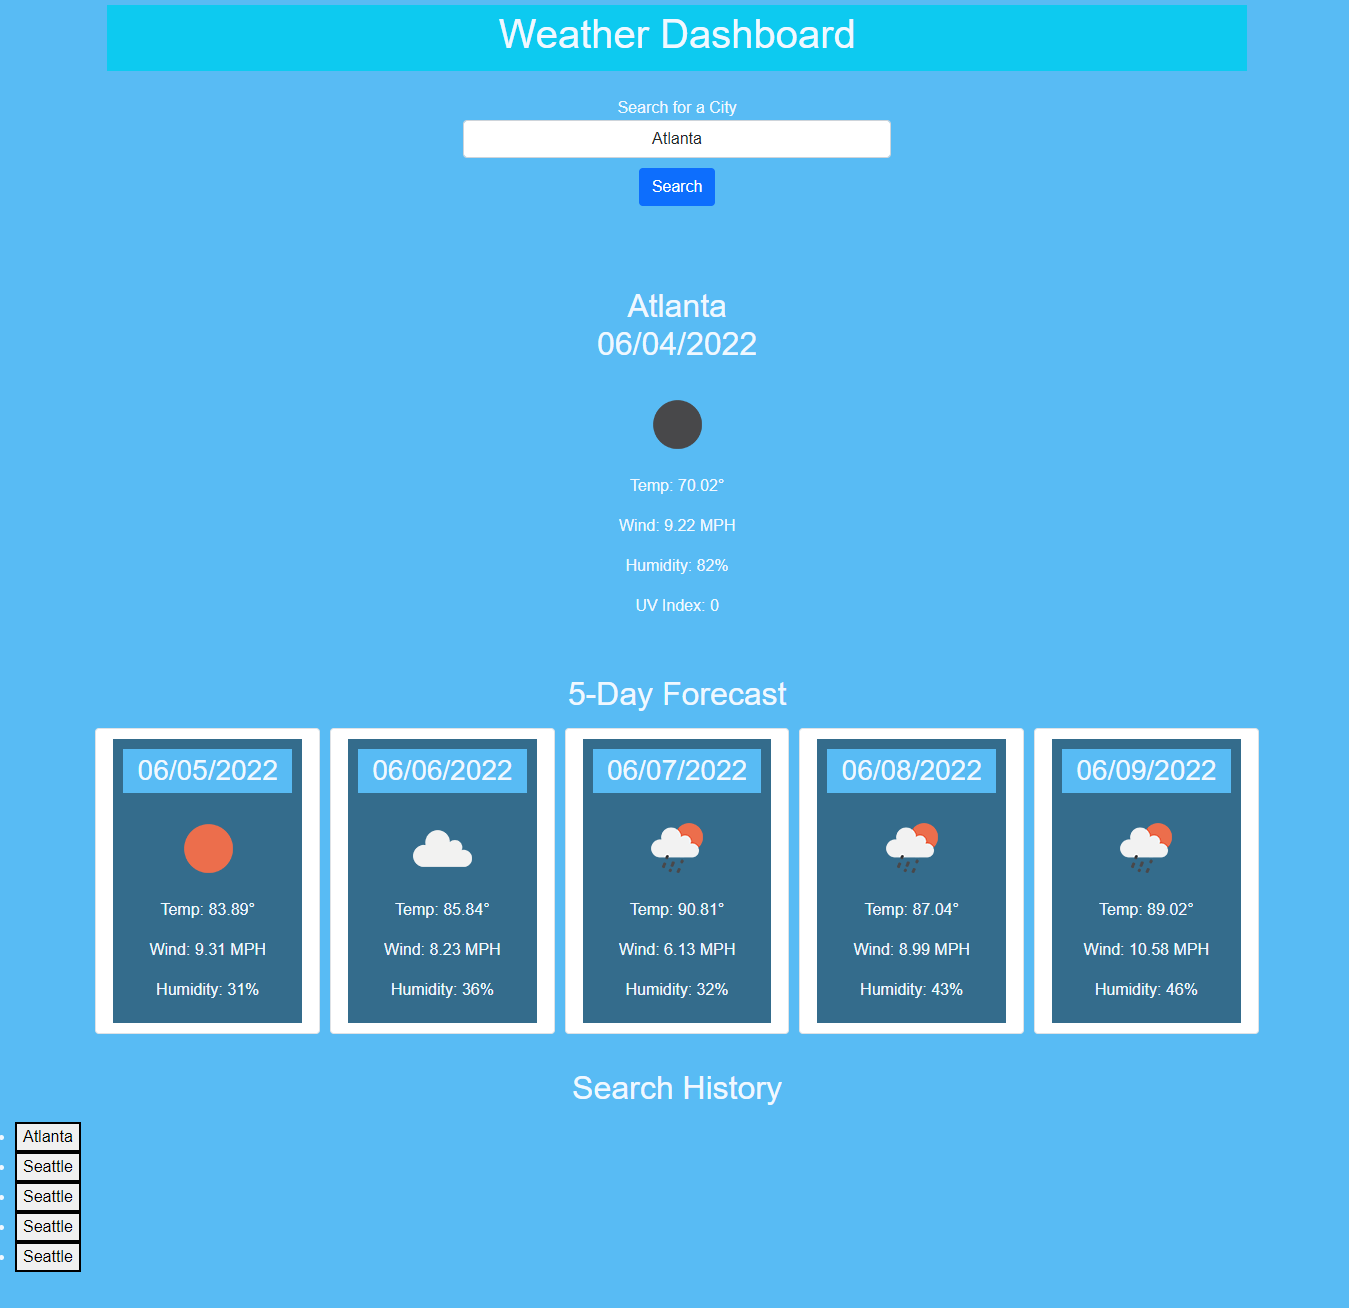 Weather Dashboard
Search for a City
Atlanta
Search
Atlanta
06/04/2022
Temp: 70.02°
Wind: 9.22 MPH
Humidity: 82%
UV Index: 0
5-Day Forecast
06/05/2022
Temp: 83.89°
Wind: 9.31 MPH
Humidity: 31%
06/06/2022
Temp: 85.84°
Wind: 8.23 MPH
Humidity: 36%
06/07/2022
Temp: 90.81°
Wind: 6.13 MPH
Humidity: 32%
06/08/2022
Temp: 87.04°
Wind: 8.99 MPH
Humidity: 43%
06/09/2022
Temp: 89.02°
Wind: 10.58 MPH
Humidity: 46%
Search History
Atlanta
Seattle
Seattle
Seattle
Seattle